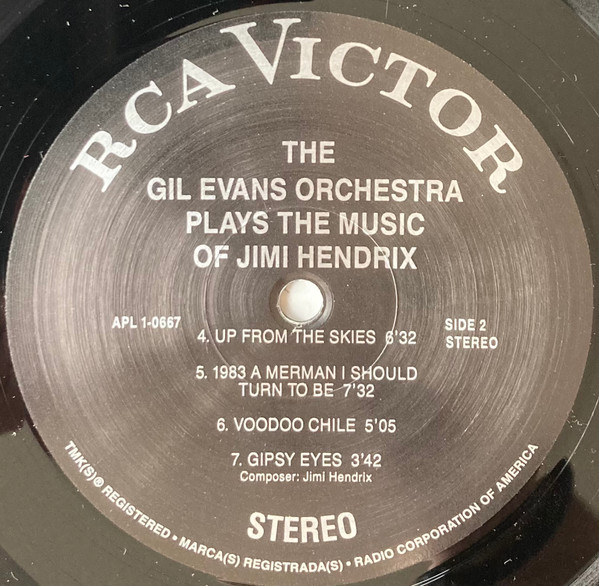 RCA VICTOR
THE
GIL EVANS ORCHESTRA
PLAYS THE MUSIC
OF JIMI HENDRIX
APL 1-0667
SIDE 2
STEREO
4. UP FROM THE SKIES 6'32
5. 1983 A MERMAN I SHOULD
TURN TO BE 7'32
6. VOODOO CHILE 5'05
7. GIPSY EYES 3'42
Composer: Jimi Hendrix
STEREO
TMK(S)® REGISTERED • MARCA(S) REGISTRADA(S) • RADIO CORPORATION OF AMERICA